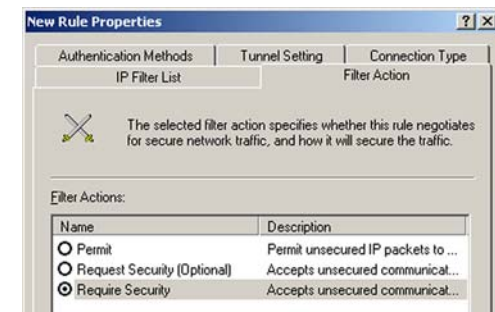 New Rule Properties
Authentication Methods Tunnel Setting Connection Type
IP Filter List Filter Action
The selected filter action specifies whether this rule negotiates
for secure network traffic, and how it will secure the traffic.
Filter Actions:
Name Description
Permit Permit unsecured IP packets to ...
Request Security (Optional) Accepts unsecured communicat...
Require Security Accepts unsecured communicat...